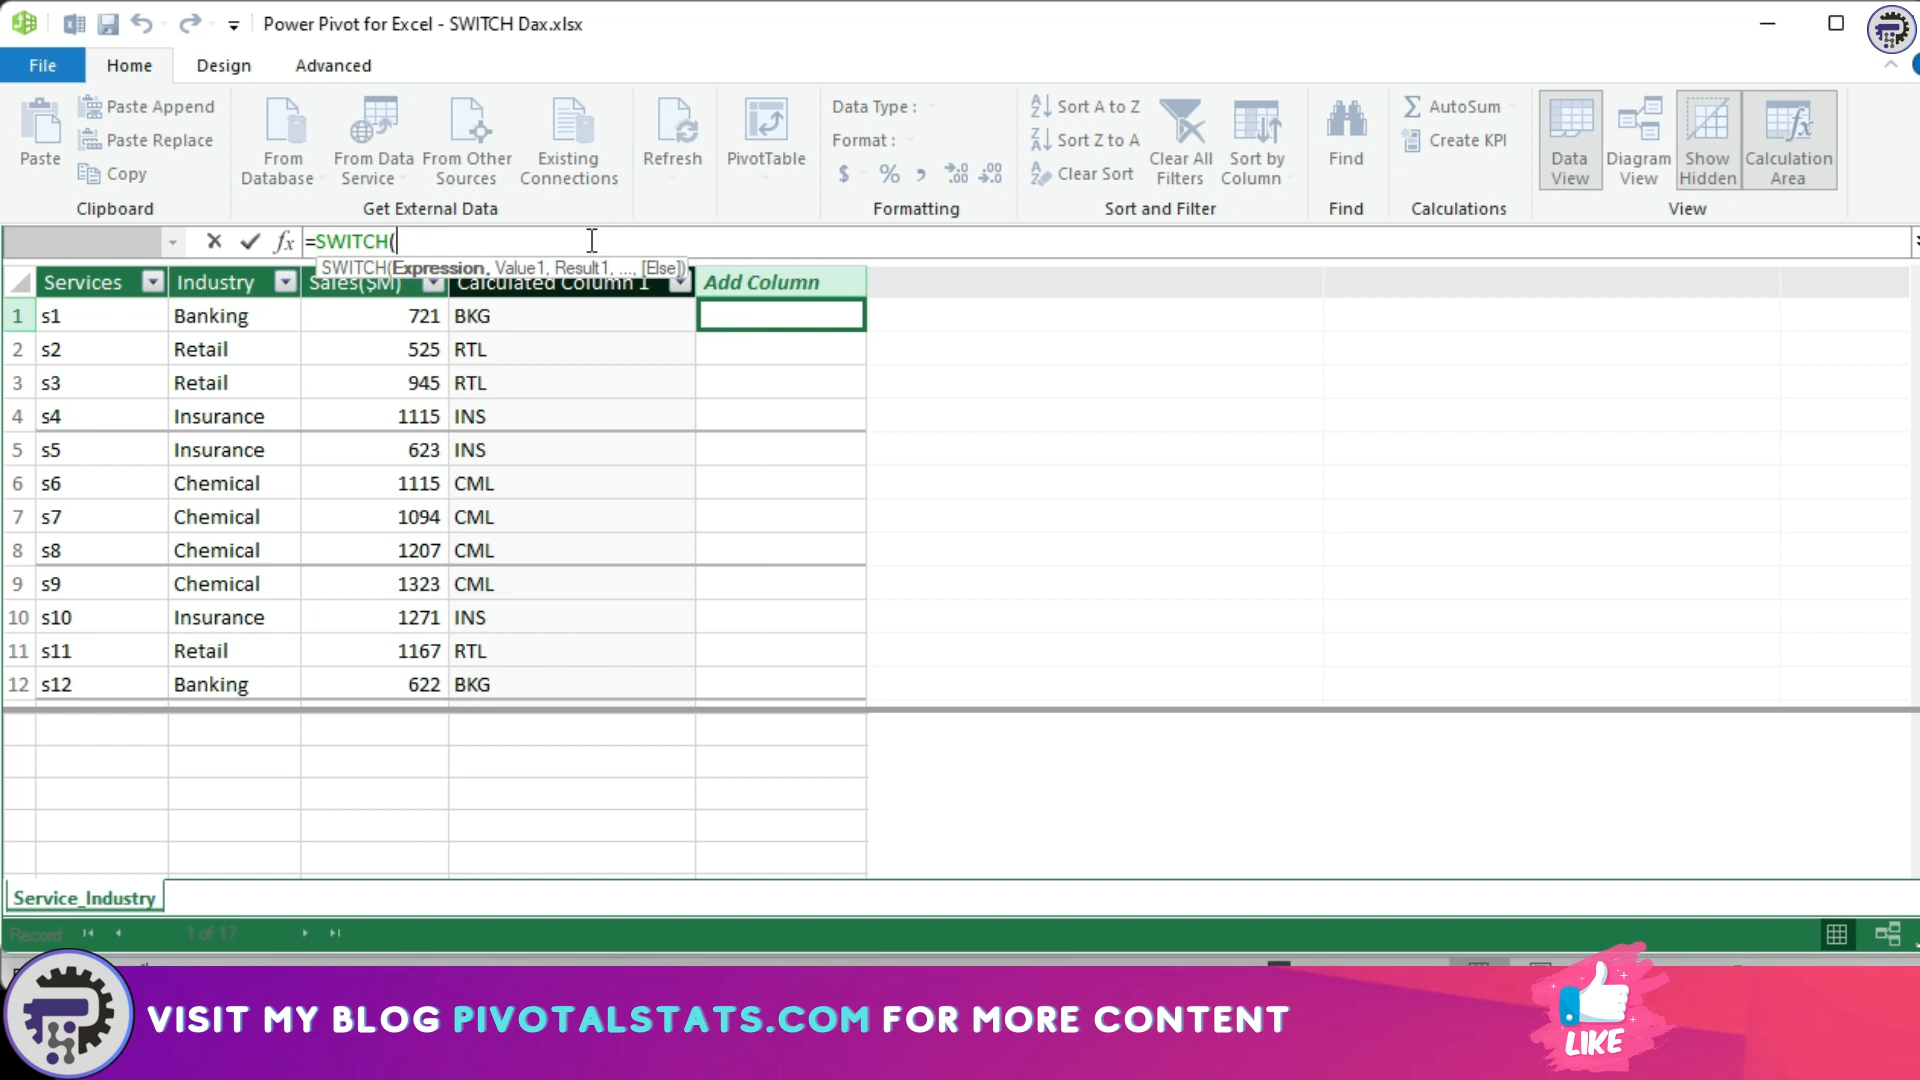 Power Pivot for Excel - SWITCH Dax.xlsx
File Home Design Advanced
Paste
Paste Append
Paste Replace
Copy
Clipboard
From Database
From Data Service
From Other Sources
Existing Connections
Get External Data
Refresh
PivotTable
Data Type :
Format :
$ % , .00
Formatting
Sort A to Z
Sort Z to A
Clear Sort
Clear All Filters
Sort by Column
Sort and Filter
Find
Find
AutoSum
Create KPI
Calculations
Data View
Diagram View
Show Hidden
Calculation Area
View
fx =SWITCH(
SWITCH(Expression, Value1, Result1, ..., [Else])
Services Industry Sales($M) Calculated Column 1 Add Column
1 s1 Banking 721 BKG
2 s2 Retail 525 RTL
3 s3 Retail 945 RTL
4 s4 Insurance 1115 INS
5 s5 Insurance 623 INS
6 s6 Chemical 1115 CML
7 s7 Chemical 1094 CML
8 s8 Chemical 1207 CML
9 s9 Chemical 1323 CML
10 s10 Insurance 1271 INS
11 s11 Retail 1167 RTL
12 s12 Banking 622 BKG
Service_Industry
Record: 1 of 17
VISIT MY BLOG PIVOTALSTATS.COM FOR MORE CONTENT
LIKE